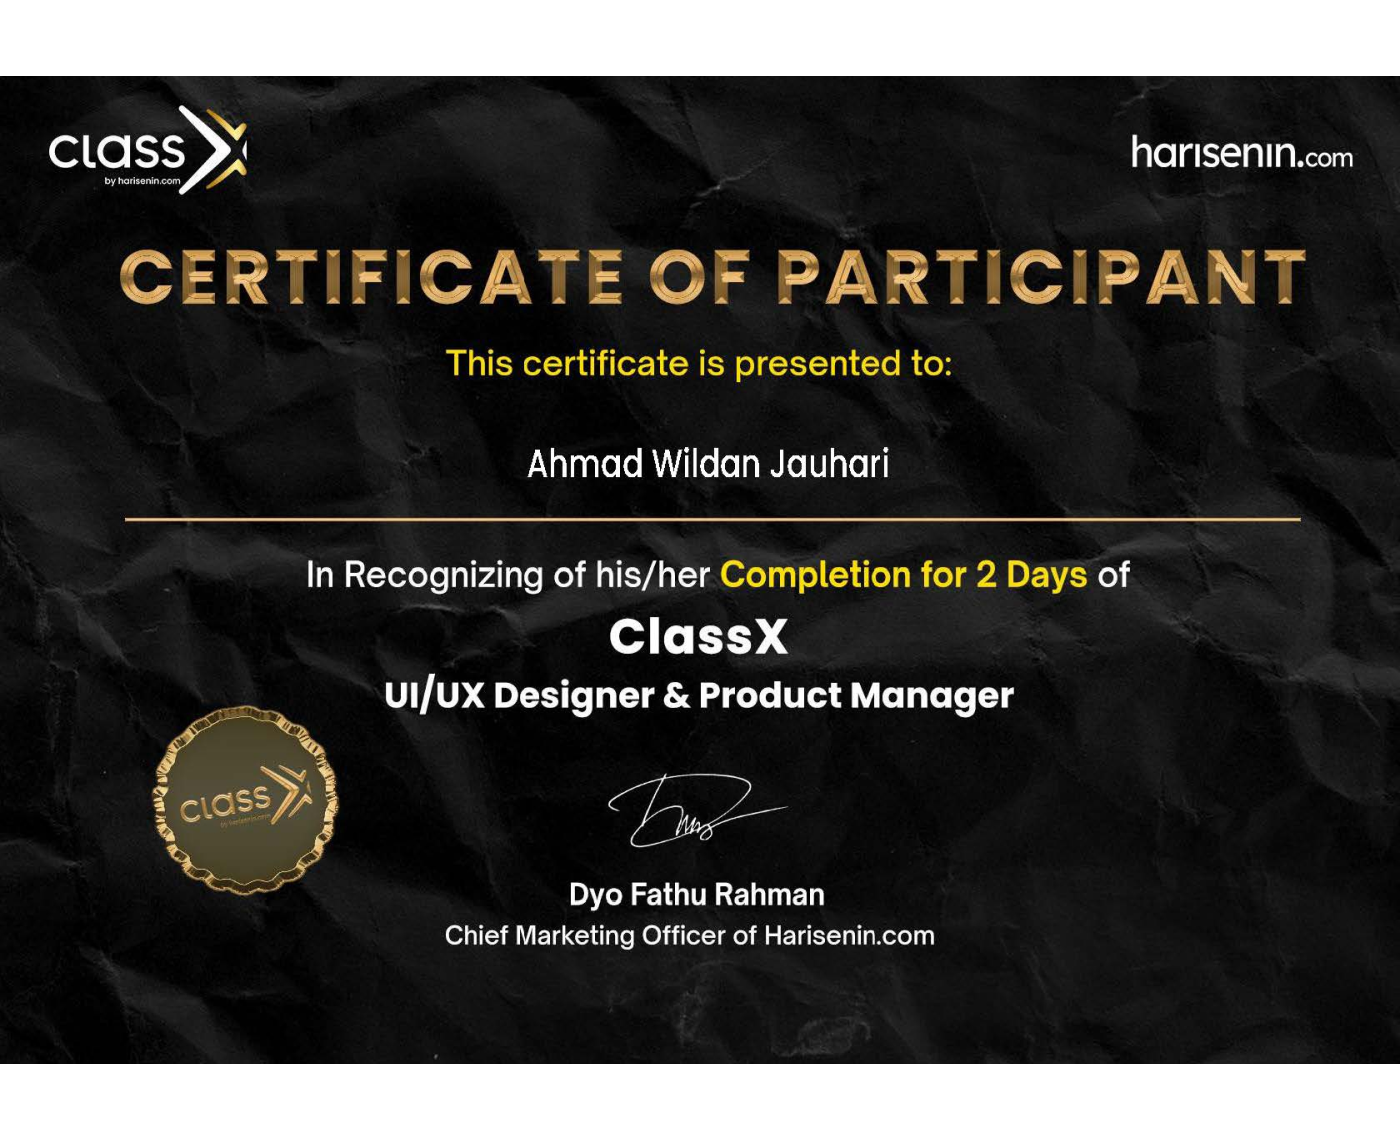 class
by harisenin.com
harisenin.com
CERTIFICATE OF PARTICIPANT
This certificate is presented to:
Ahmad Wildan Jauhari
In Recognizing of his/her Completion for 2 Days of
ClassX
UI/UX Designer & Product Manager
class
by harisenin.com
Dyo Fathu Rahman
Chief Marketing Officer of Harisenin.com